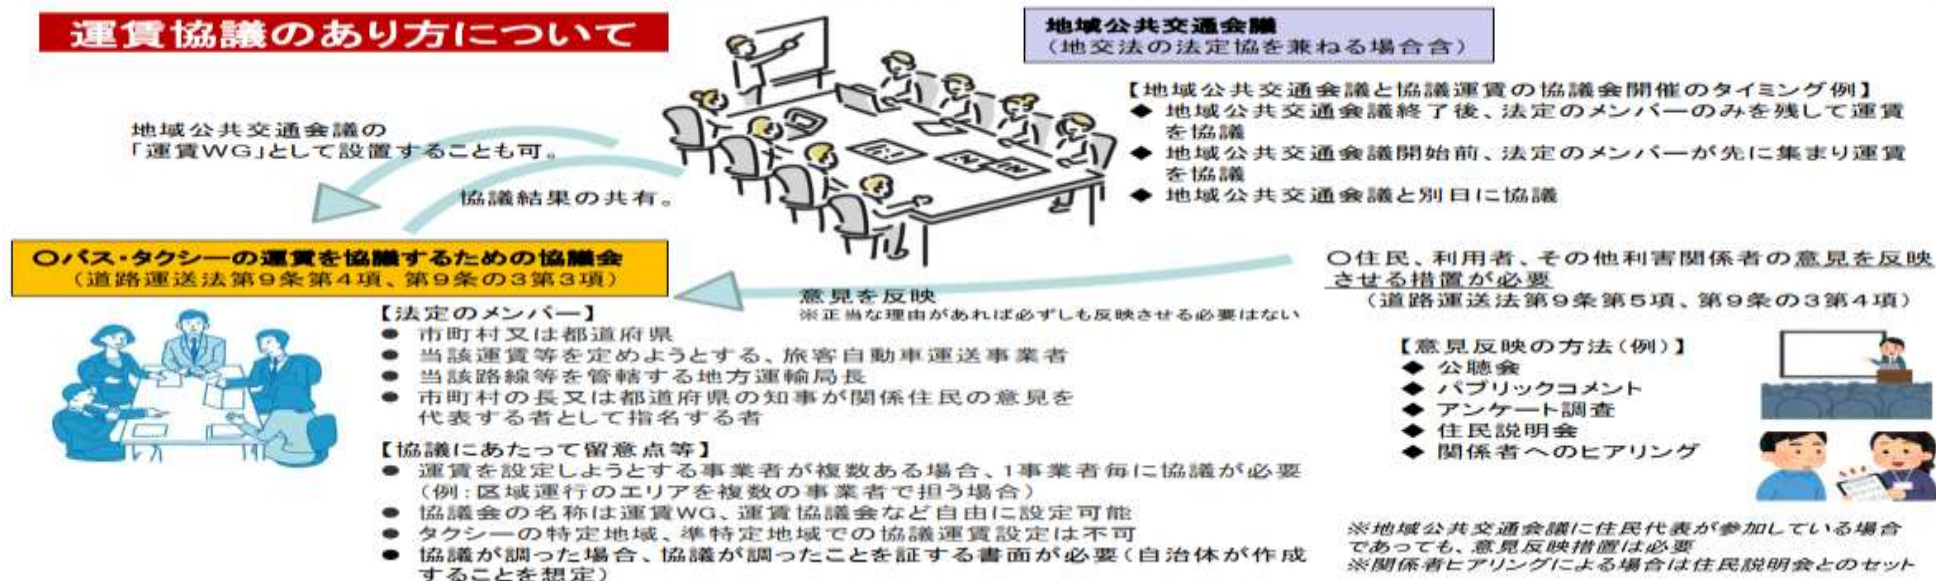 運賃協議のあり方について
地域公共交通会議
（地交法の法定協を兼ねる場合含）
【地域公共交通会議と協議運賃の協議会開催のタイミング例】
◆ 地域公共交通会議終了後、法定のメンバーのみを残して運賃
を協議
◆ 地域公共交通会議開始前、法定のメンバーが先に集まり運賃
を協議
◆ 地域公共交通会議と別日に協議
地域公共交通会議の
「運賃WG」として設置することも可。
協議結果の共有。
○バス・タクシーの運賃を協議するための協議会
（道路運送法第9条第4項、第9条の3第3項）
意見を反映
※正当な理由があれば必ずしも反映させる必要はない
○住民、利用者、その他利害関係者の意見を反映
させる措置が必要
（道路運送法第9条第5項、第9条の3第4項）
【法定のメンバー】
● 市町村又は都道府県
● 当該運賃等を定めようとする、旅客自動車運送事業者
● 当該路線等を管轄する地方運輸局長
● 市町村の長又は都道府県の知事が関係住民の意見を
代表する者として指名する者
【協議にあたって留意点等】
● 運賃を設定しようとする事業者が複数ある場合、1事業者毎に協議が必要
（例：区域運行のエリアを複数の事業者で担う場合）
● 協議会の名称は運賃WG、運賃協議会など自由に設定可能
● タクシーの特定地域、準特定地域での協議運賃設定は不可
● 協議が調った場合、協議が調ったことを証する書面が必要（自治体が作成
することを想定）
【意見反映の方法（例）】
◆ 公聴会
◆ パブリックコメント
◆ アンケート調査
◆ 住民説明会
◆ 関係者へのヒアリング
※地域公共交通会議に住民代表が参加している場合
であっても、意見反映措置は必要
※関係者ヒアリングによる場合は住民説明会とのセット